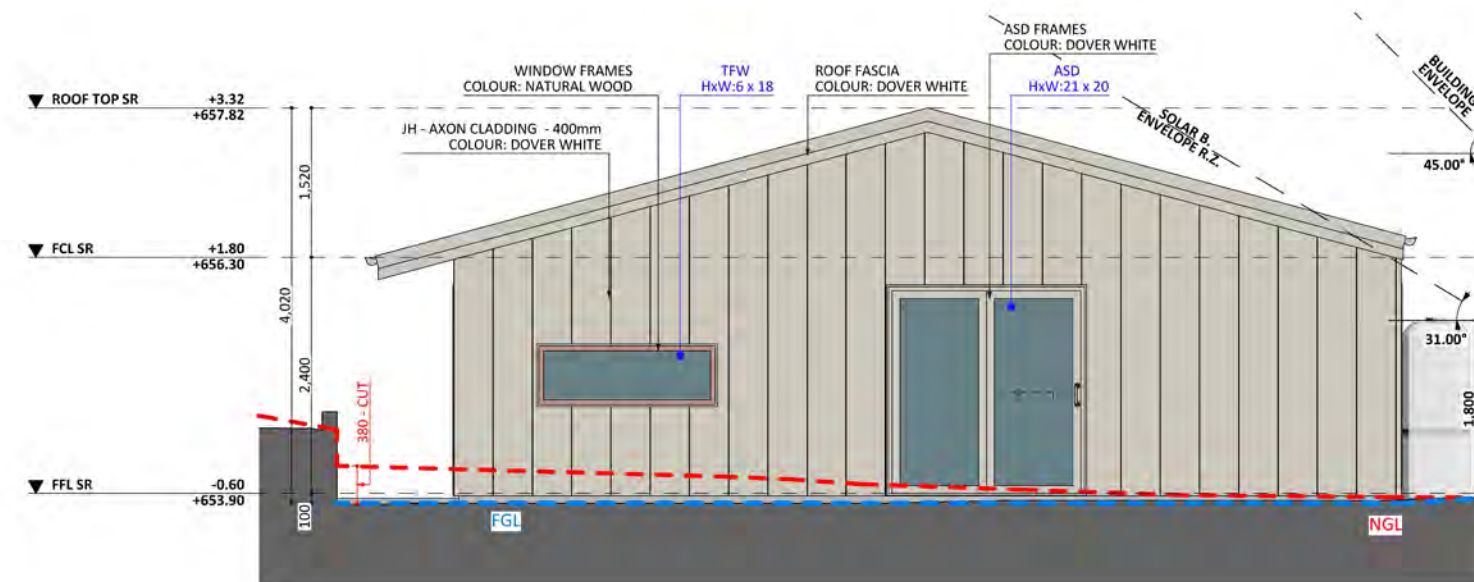 ASD FRAMES
COLOUR: DOVER WHITE
WINDOW FRAMES
COLOUR: NATURAL WOOD
TFW
HxW:6 x 18
ROOF FASCIA
COLOUR: DOVER WHITE
ASD
HxW:21 x 20
BUILDING
ENVELOPE
ROOF TOP SR
+3.32
+657.82
SOLAR B.
ENVELOPE R.Z.
JH - AXON CLADDING - 400mm
COLOUR: DOVER WHITE
45.00°
1,520
FCL SR
+1.80
+656.30
4,020
31.00°
2,400
380 - CUT
1,800
FFL SR
-0.60
+653.90
100
FGL
NGL